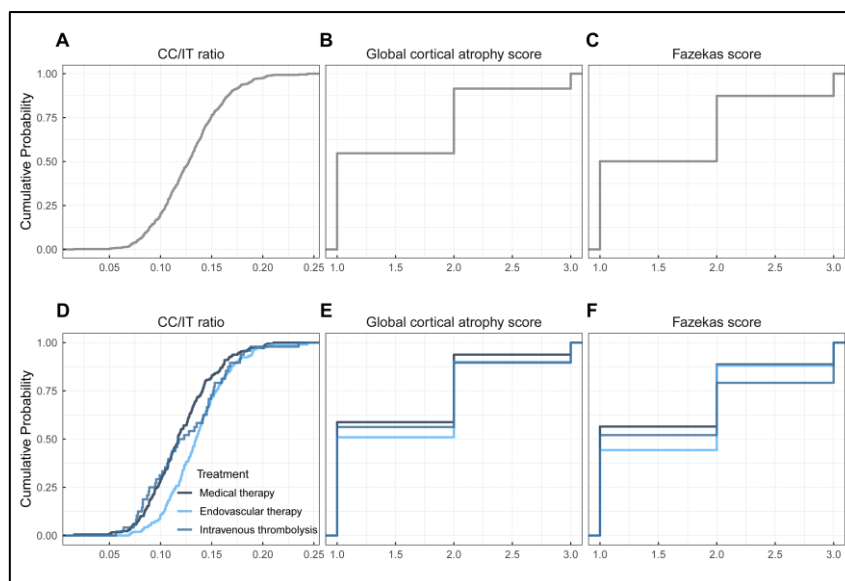 A B C
CC/IT ratio Global cortical atrophy score Fazekas score
Cumulative Probability
1.00
0.75
0.50
0.25
0.00
0.05 0.10 0.15 0.20 0.25 1.0 1.5 2.0 2.5 3.0 1.0 1.5 2.0 2.5 3.0
D E F
CC/IT ratio Global cortical atrophy score Fazekas score
Cumulative Probability
1.00
0.75
0.50
0.25
0.00
Treatment
Medical therapy
Endovascular therapy
Intravenous thrombolysis
0.05 0.10 0.15 0.20 0.25 1.0 1.5 2.0 2.5 3.0 1.0 1.5 2.0 2.5 3.0